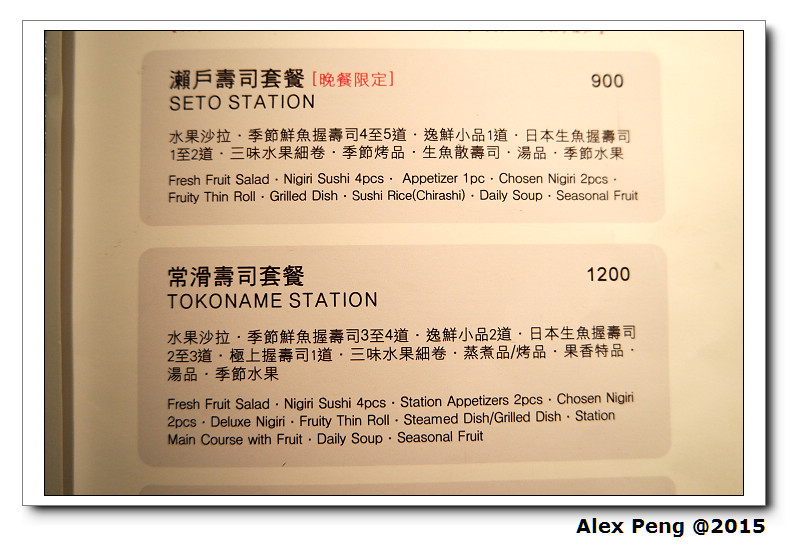 瀨戶壽司套餐 [晚餐限定] 900
SETO STATION
水果沙拉・季節鮮魚握壽司4至5道・逸鮮小品1道・日本生魚握壽司
1至2道・三味水果細卷・季節烤品・生魚散壽司・湯品・季節水果
Fresh Fruit Salad・Nigiri Sushi 4pcs・ Appetizer 1pc・Chosen Nigiri 2pcs・
Fruity Thin Roll・Grilled Dish・Sushi Rice(Chirashi)・Daily Soup・Seasonal Fruit
常滑壽司套餐 1200
TOKONAME STATION
水果沙拉・季節鮮魚握壽司3至4道・逸鮮小品2道・日本生魚握壽司
2至3道・極上握壽司1道・三味水果細卷・蒸煮品/烤品・果香特品・
湯品・季節水果
Fresh Fruit Salad・Nigiri Sushi 4pcs・Station Appetizers 2pcs・Chosen Nigiri
2pcs・Deluxe Nigiri・Fruity Thin Roll・Steamed Dish/Grilled Dish・Station
Main Course with Fruit・Daily Soup・Seasonal Fruit
Alex Peng @2015